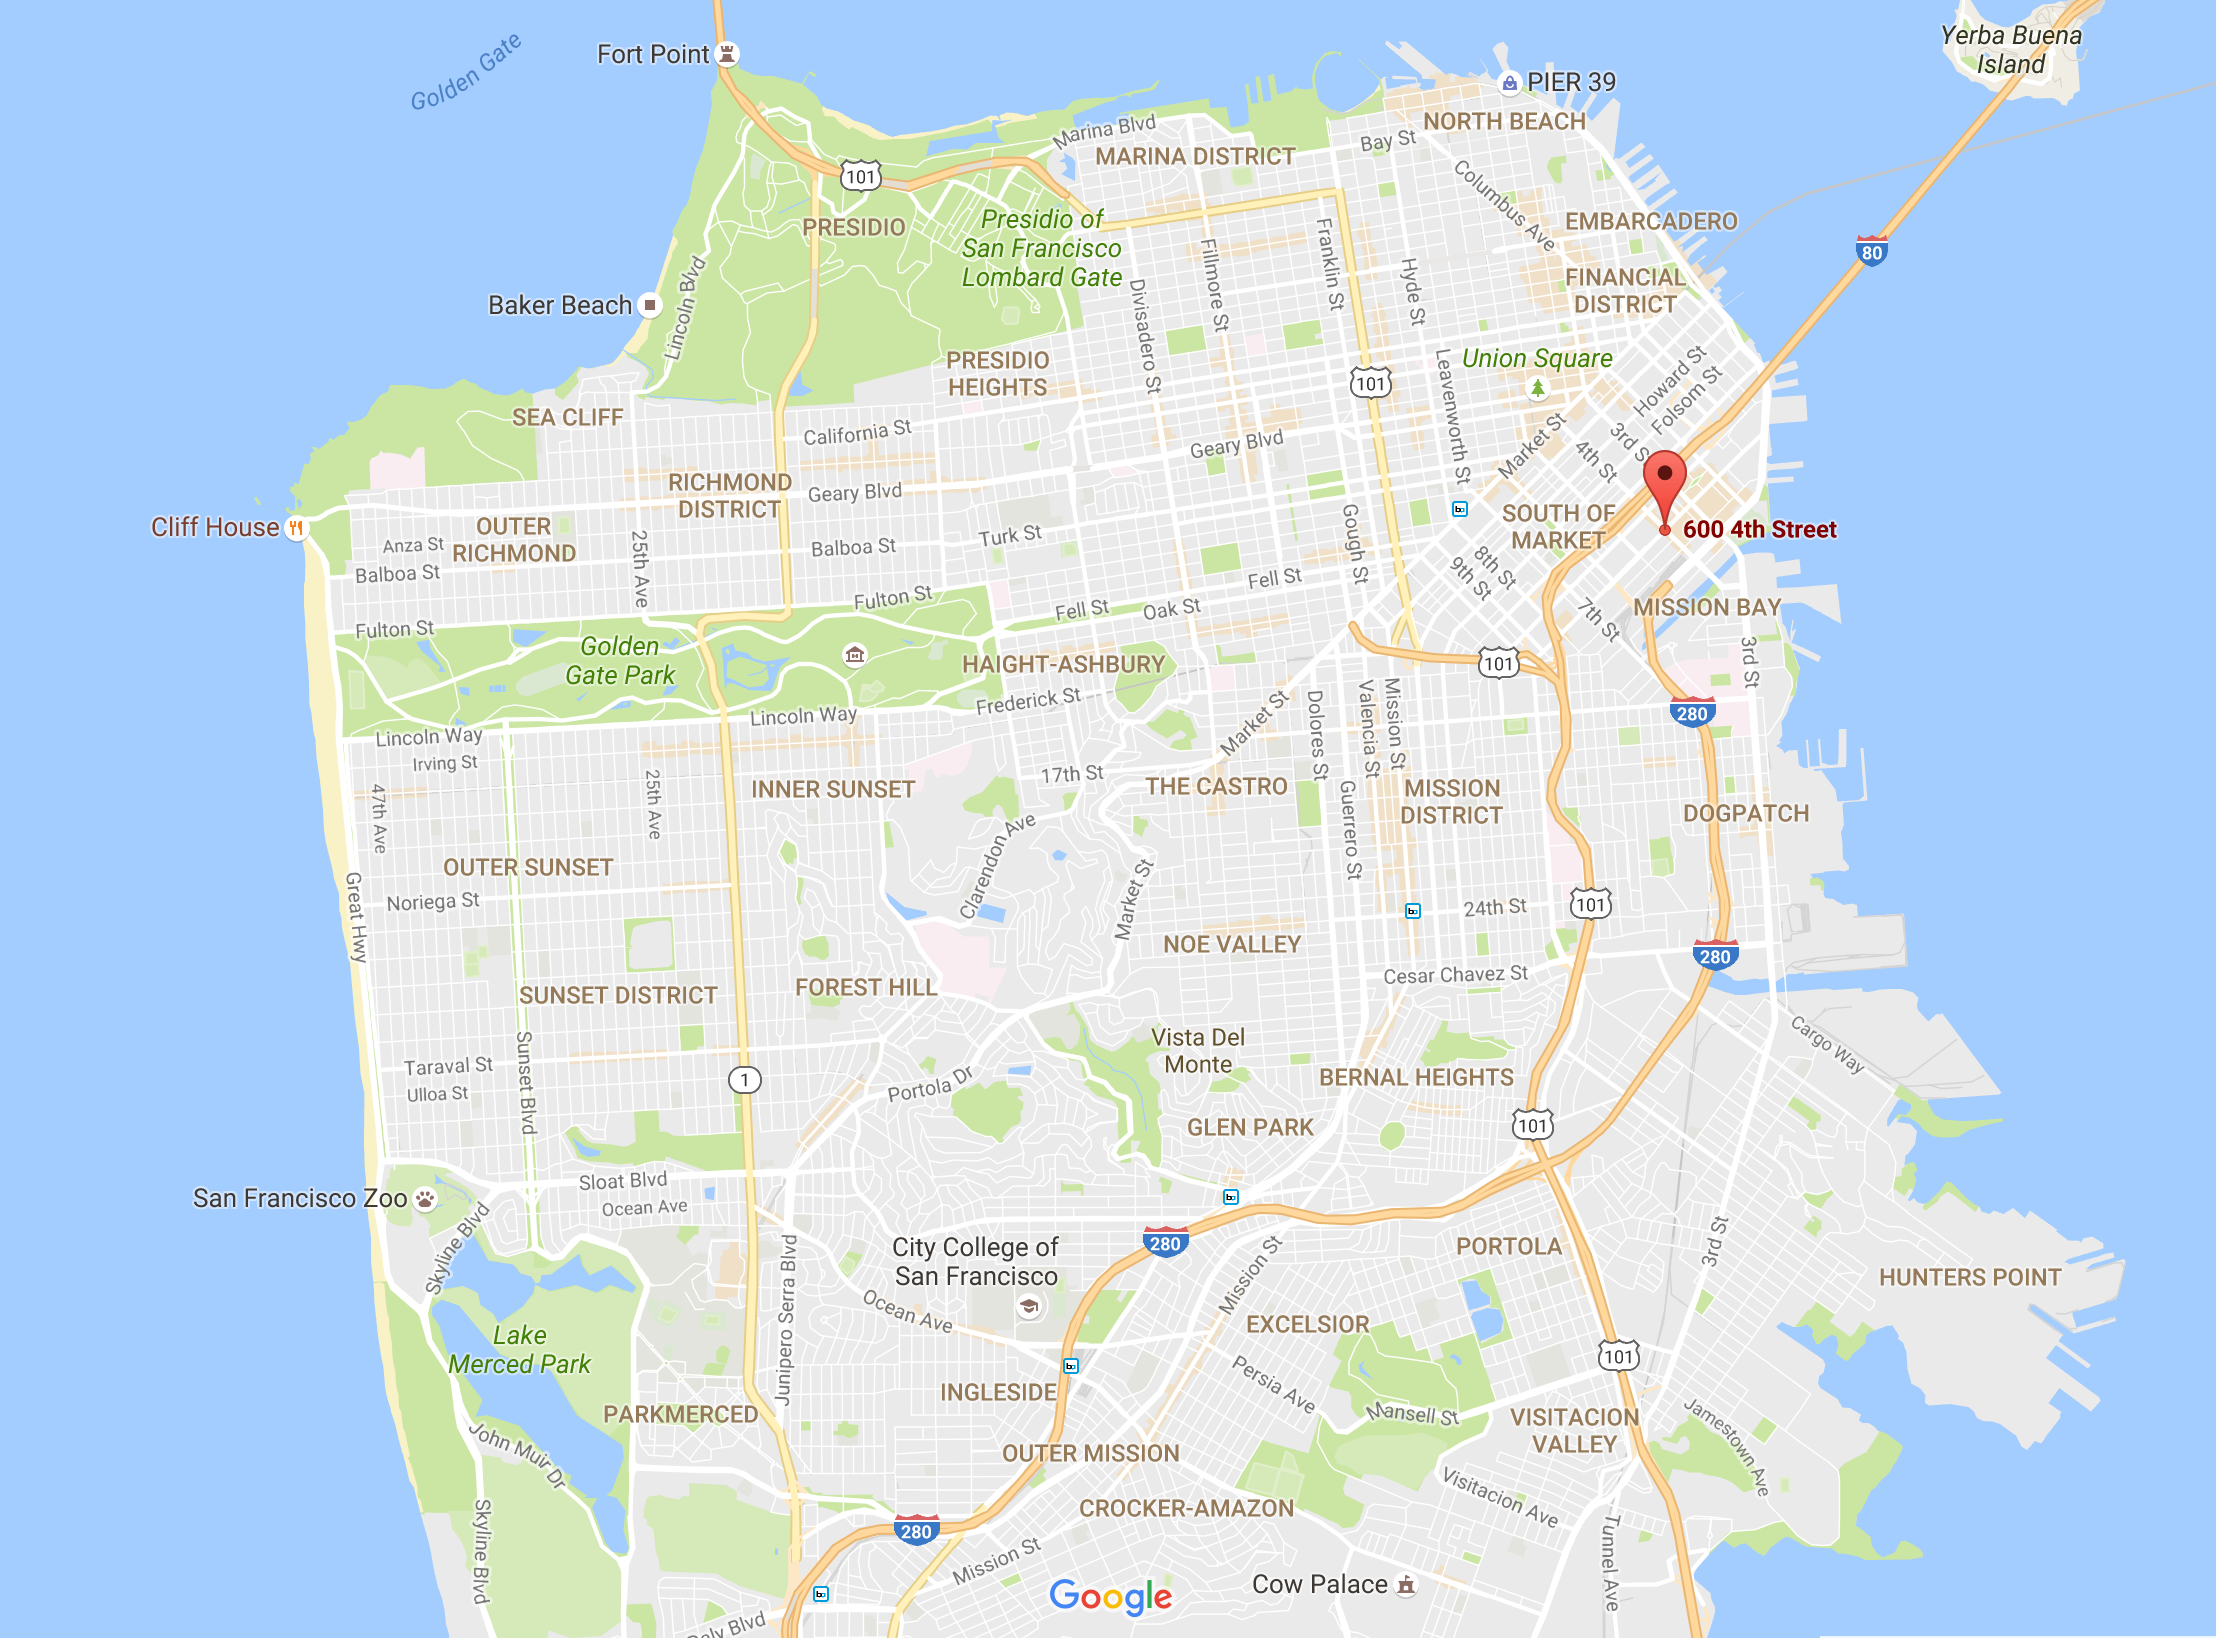 Golden Gate
Fort Point
PIER 39
Yerba Buena
Island
NORTH BEACH
Marina Blvd
Bay St
MARINA DISTRICT
101
Columbus Ave
PRESIDIO
Presidio of
San Francisco
Lombard Gate
EMBARCADERO
80
Franklin St
Fillmore St
Hyde St
FINANCIAL
DISTRICT
Lincoln Blvd
Baker Beach
Divisadero St
PRESIDIO
HEIGHTS
Union Square
101
Leavenworth St
Howard St
Folsom St
SEA CLIFF
California St
Geary Blvd
Market St
3rd S
4th St
RICHMOND
DISTRICT
Geary Blvd
Cliff House
OUTER
RICHMOND
Anza St
Balboa St
25th Ave
Balboa St
Turk St
Gough St
SOUTH OF
MARKET
600 4th Street
8th St
9th St
Fell St
Fulton St
Fell St
Oak St
7th St
MISSION BAY
Fulton St
Golden
Gate Park
HAIGHT-ASHBURY
101
3rd St
Frederick St
Lincoln Way
Lincoln Way
Irving St
Market St
Dolores St
Valencia St
Mission St
280
17th St
47th Ave
25th Ave
INNER SUNSET
THE CASTRO
MISSION
DISTRICT
DOGPATCH
Guerrero St
Clarendon Ave
OUTER SUNSET
Noriega St
Great Hwy
Market St
24th St
101
NOE VALLEY
280
Cesar Chavez St
FOREST HILL
SUNSET DISTRICT
Vista Del
Monte
Cargo Way
Taraval St
Ulloa St
Sunset Blvd
1
Portola Dr
BERNAL HEIGHTS
GLEN PARK
101
San Francisco Zoo
Sloat Blvd
Ocean Ave
Skyline Blvd
Junipero Serra Blvd
City College of
San Francisco
280
Mission St
PORTOLA
3rd St
HUNTERS POINT
Ocean Ave
EXCELSIOR
Lake
Merced Park
101
INGLESIDE
Persia Ave
Mansell St
PARKMERCED
VISITACION
VALLEY
Jamestown Ave
John Muir Dr
OUTER MISSION
CROCKER-AMAZON
Visitacion Ave
Skyline Blvd
280
Mission St
Tunnel Ave
Google
Cow Palace
Daly Blvd